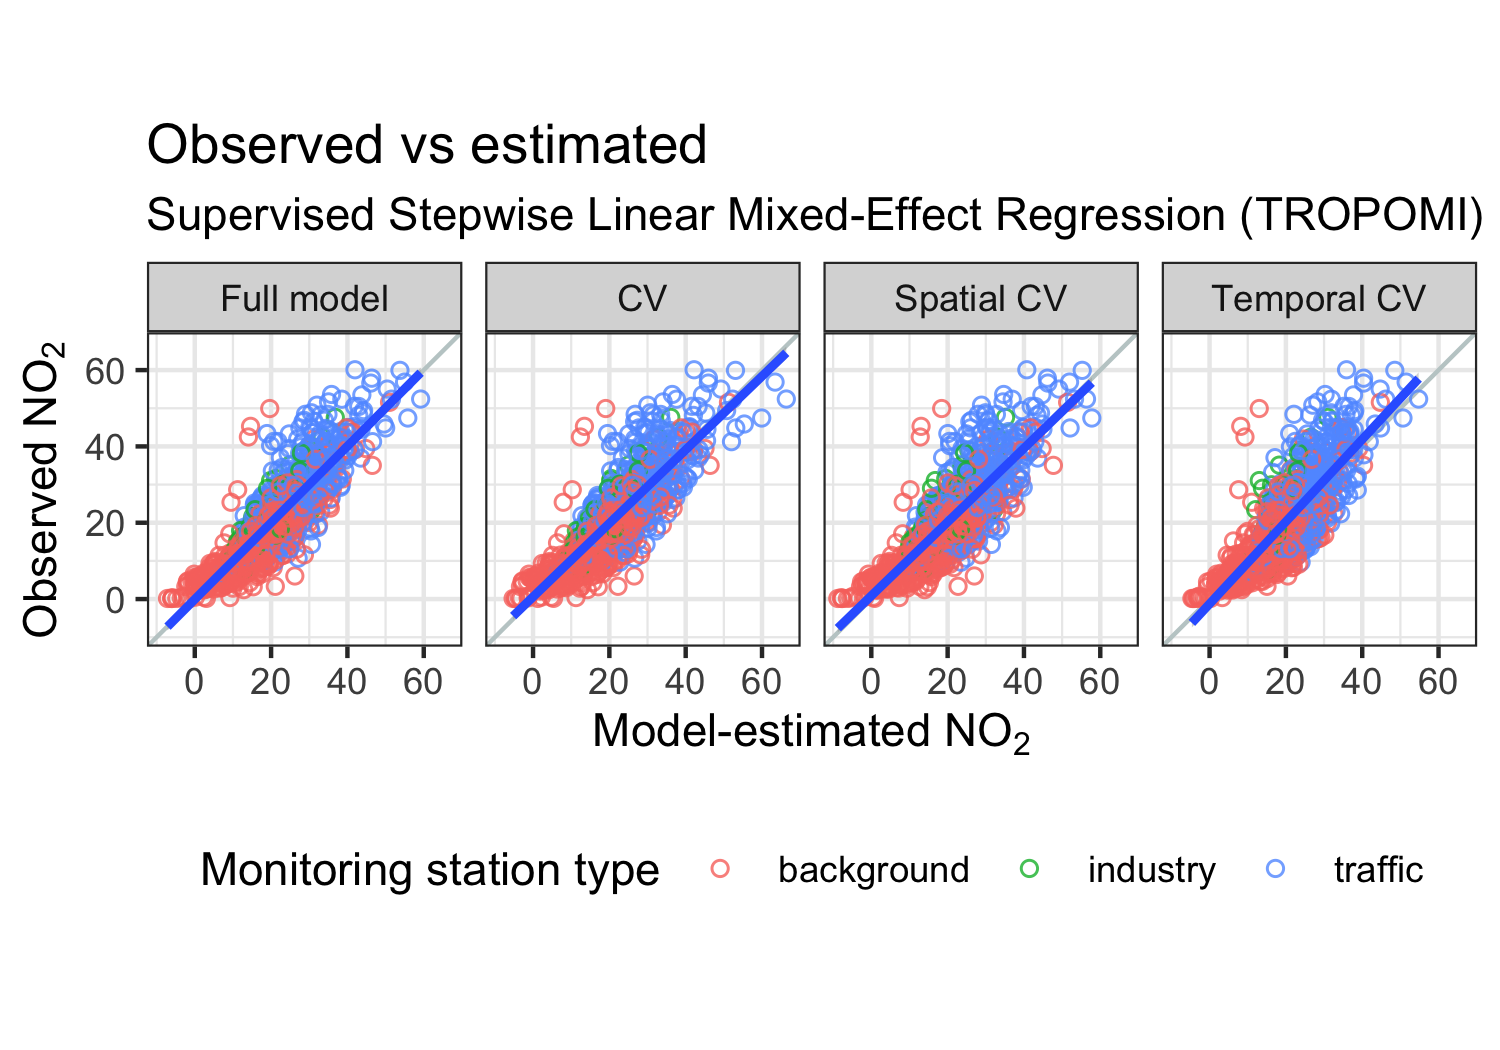 Observed vs estimated
Supervised Stepwise Linear Mixed-Effect Regression (TROPOMI)
Full model
CV
Spatial CV
Temporal CV
Observed NO₂
60
40
20
0
0 20 40 60
0 20 40 60
0 20 40 60
0 20 40 60
Model-estimated NO₂
Monitoring station type background industry traffic